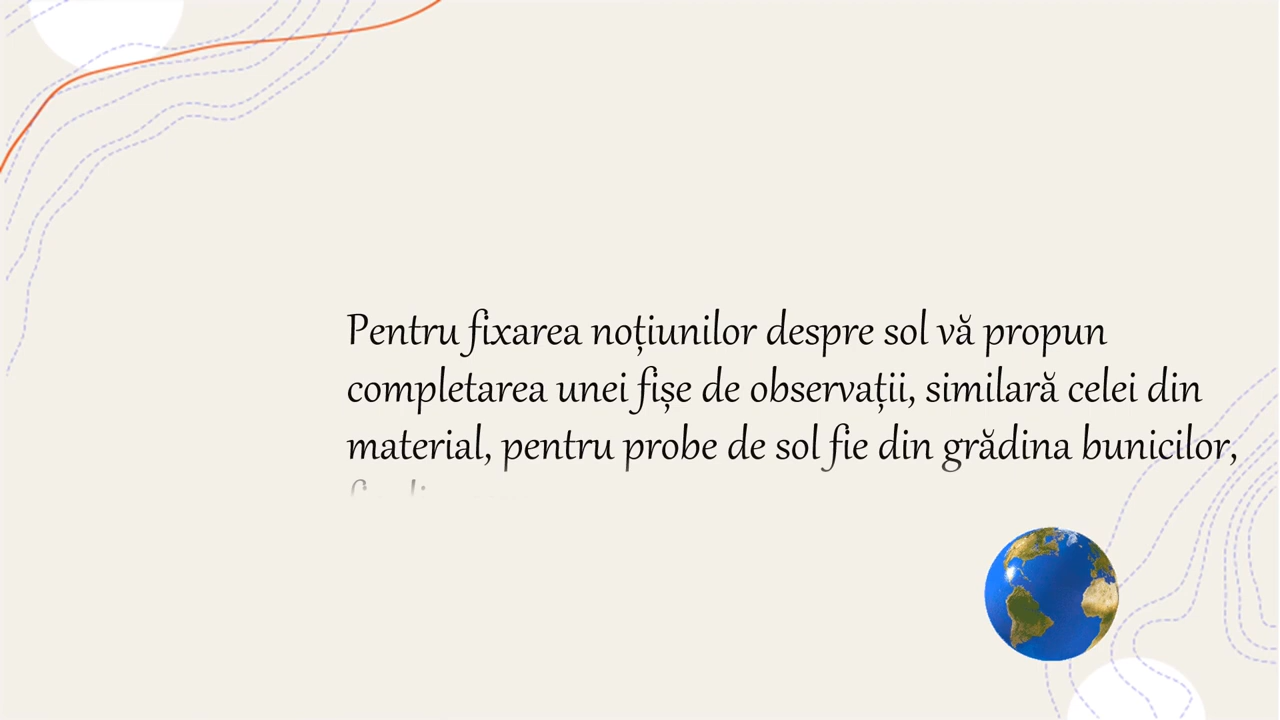 Pentru fixarea noțiunilor despre sol vă propun
completarea unei fișe de observații, similară celei din
material, pentru probe de sol fie din grădina bunicilor,